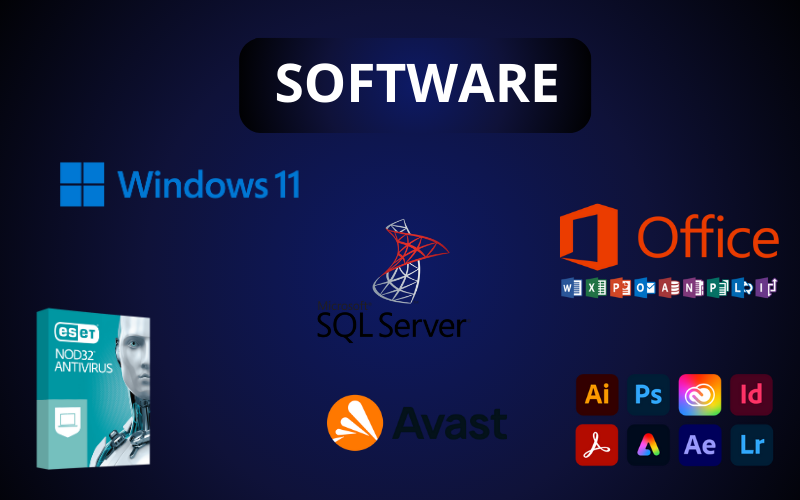 SOFTWARE
Windows 11
Office
W X P O A N P L I
SQL Server
eseT
NOD32
ANTIVIRUS
Avast
Ai Ps Id
Ae Lr